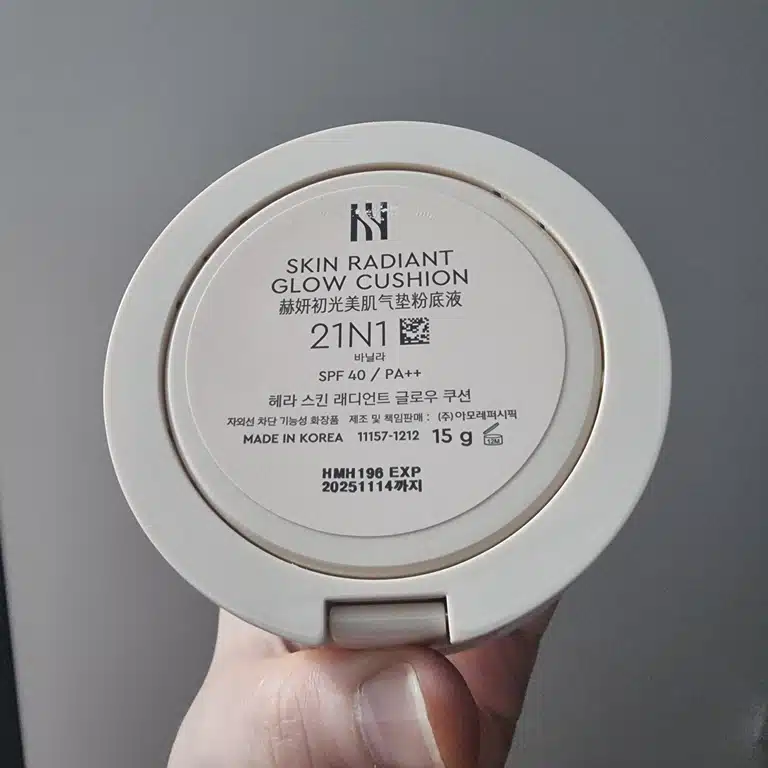 SKIN RADIANT
GLOW CUSHION
赫妍初光美肌气垫粉底液
21N1
바닐라
SPF 40 / PA++
헤라 스킨 래디언트 글로우 쿠션
자외선 차단 기능성 화장품 제조 및 책임판매 : (주)아모레퍼시픽
MADE IN KOREA 11157-1212 15 g 12M
HMH196 EXP
20251114까지